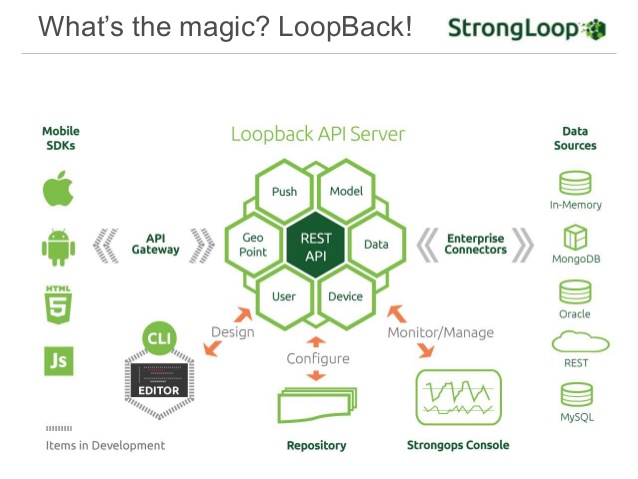 What's the magic? LoopBack!
StrongLoop
Mobile
SDKs
Loopback API Server
Data
Sources
Push
Model
In-Memory
API
Gateway
Geo
Point
REST
API
Data
Enterprise
Connectors
MongoDB
HTML
5
User
Device
Oracle
CLI
Design
Monitor/Manage
Configure
Js
REST
EDITOR
MySQL
Items in Development
Repository
Strongops Console